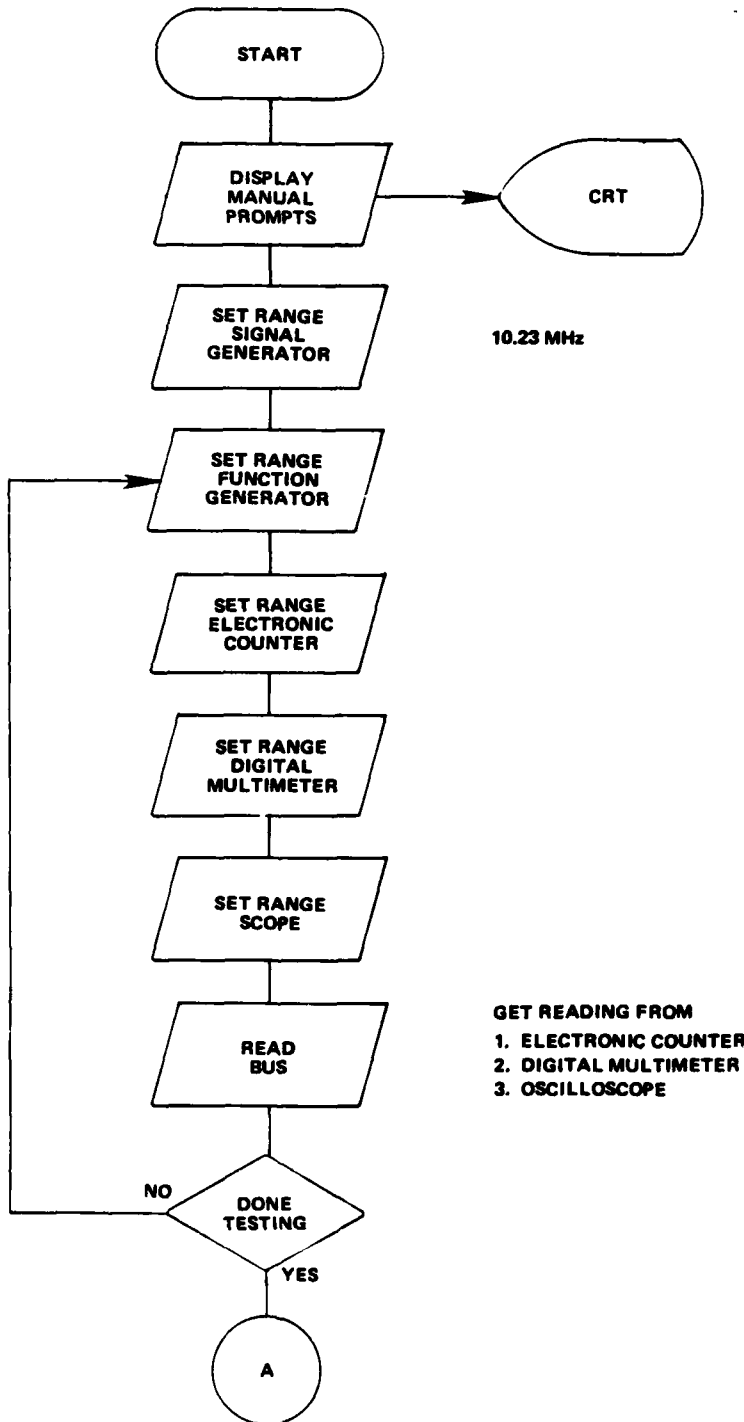 START
DISPLAY
MANUAL
PROMPTS
CRT
SET RANGE
SIGNAL
GENERATOR
10.23 MHz
SET RANGE
FUNCTION
GENERATOR
SET RANGE
ELECTRONIC
COUNTER
SET RANGE
DIGITAL
MULTIMETER
SET RANGE
SCOPE
READ
BUS
GET READING FROM
1. ELECTRONIC COUNTER
2. DIGITAL MULTIMETER
3. OSCILLOSCOPE
NO
DONE
TESTING
YES
A